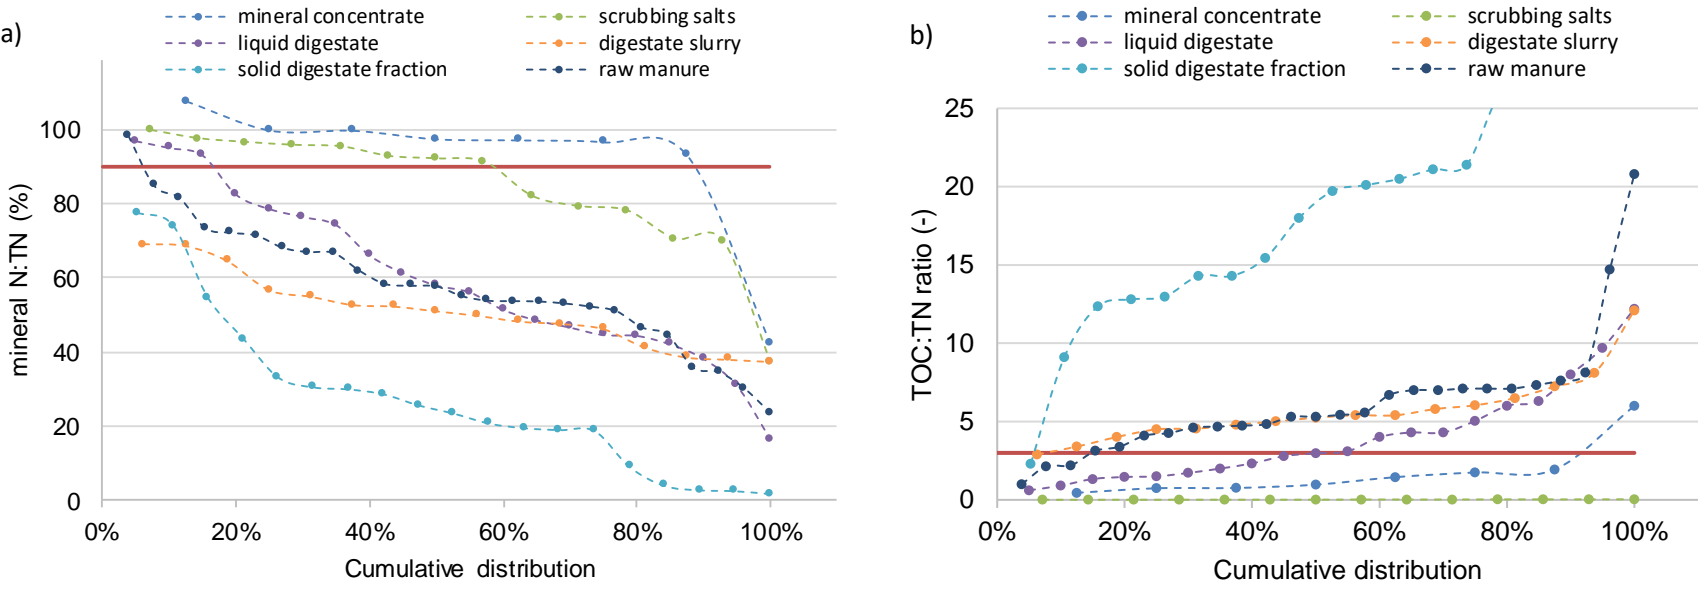 a)
mineral concentrate
scrubbing salts
liquid digestate
digestate slurry
solid digestate fraction
raw manure
mineral N:TN (%)
100
80
60
40
20
0
0%
20%
40%
60%
80%
100%
Cumulative distribution
b)
mineral concentrate
scrubbing salts
liquid digestate
digestate slurry
solid digestate fraction
raw manure
TOC:TN ratio (-)
25
20
15
10
5
0
0%
20%
40%
60%
80%
100%
Cumulative distribution